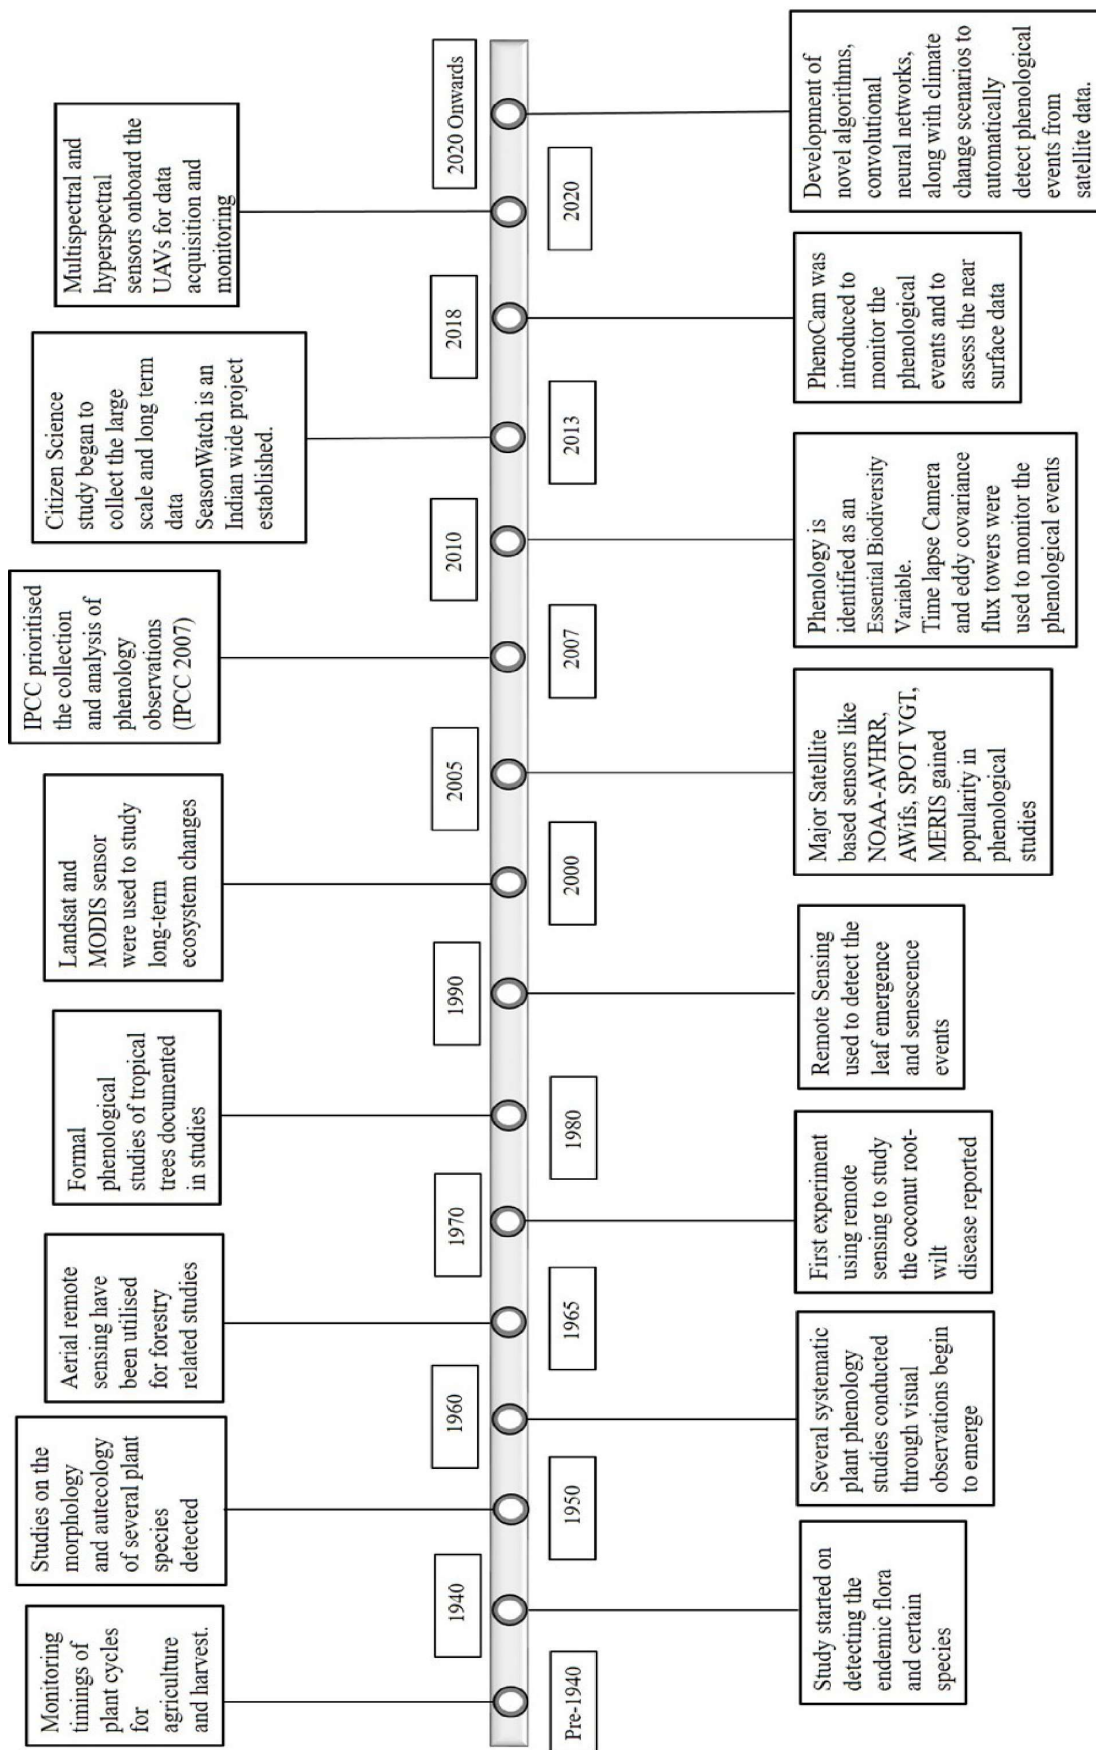 Monitoring
timings of
plant cycles
for
agriculture
and harvest.
Pre-1940
Study started on
detecting the
endemic flora
and certain
species
1940
Studies on the
morphology
and autecology
of several plant
species
detected
1950
Several systematic
plant phenology
studies conducted
through visual
observations begin
to emerge
1960
Aerial remote
sensing have
been utilised
for forestry
related studies
1965
First experiment
using remote
sensing to study
the coconut root-
wilt
disease reported
1970
Formal
phenological
studies of tropical
trees documented
in studies
1980
Remote Sensing
used to detect the
leaf emergence
and senescence
events
1990
Landsat and
MODIS sensor
were used to study
long-term
ecosystem changes
2000
Major Satellite
based sensors like
NOAA-AVHRR,
AWifs, SPOT VGT,
MERIS gained
popularity in
phenological
studies
2005
IPCC prioritised
the collection
and analysis of
phenology
observations
(IPCC 2007)
2007
Phenology is
identified as an
Essential Biodiversity
Variable.
Time lapse Camera
and eddy covariance
flux towers were
used to monitor the
phenological events
2010
Citizen Science
study began to
collect the large
scale and long term
data
SeasonWatch is an
Indian wide project
established.
2013
PhenoCam was
introduced to
monitor the
phenological
events and to
assess the near
surface data
2018
Multispectral and
hyperspectral
sensors onboard the
UAVs for data
acquisition and
monitoring
2020
Development of
novel algorithms,
convolutional
neural networks,
along with climate
change scenarios to
automatically
detect phenological
events from
satellite data.
2020 Onwards